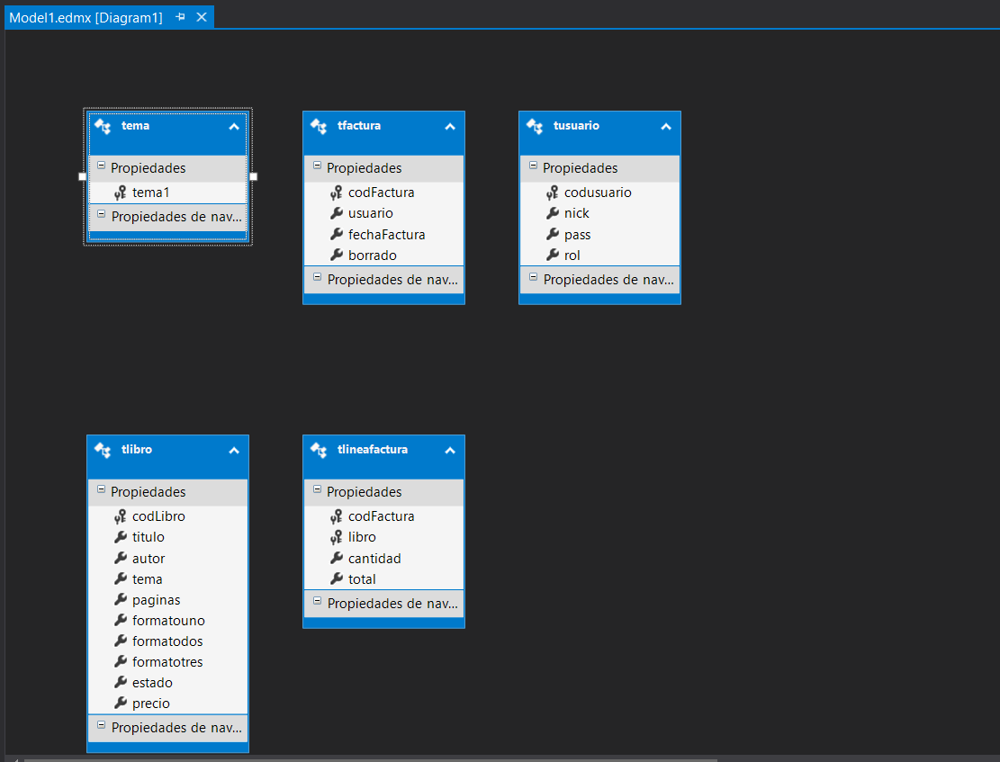 Model1.edmx [Diagram1]
tema
Propiedades
tema1
Propiedades de nav...
tfactura
Propiedades
codFactura
usuario
fechaFactura
borrado
Propiedades de nav...
tusuario
Propiedades
codusuario
nick
pass
rol
Propiedades de nav...
tlibro
Propiedades
codLibro
titulo
autor
tema
paginas
formatouno
formatodos
formatotres
estado
precio
Propiedades de nav...
tlineafactura
Propiedades
codFactura
libro
cantidad
total
Propiedades de nav...